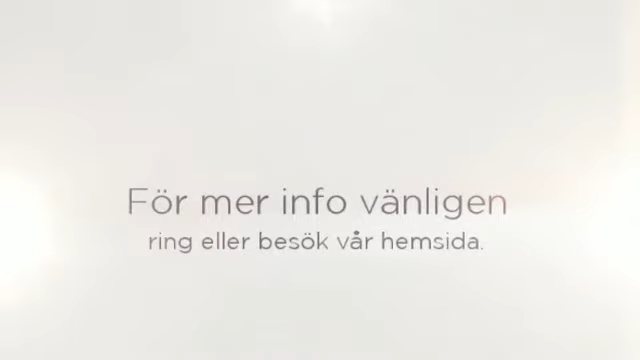 För mer info vänligen
ring eller besök vår hemsida.